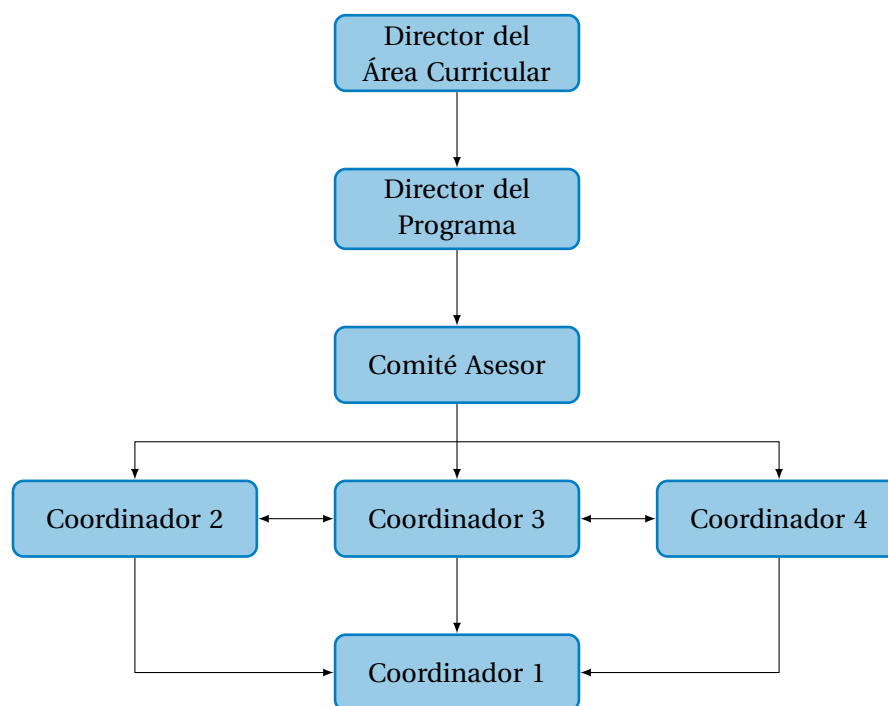 Director del
Área Curricular
Director del
Programa
Comité Asesor
Coordinador 2
Coordinador 3
Coordinador 4
Coordinador 1